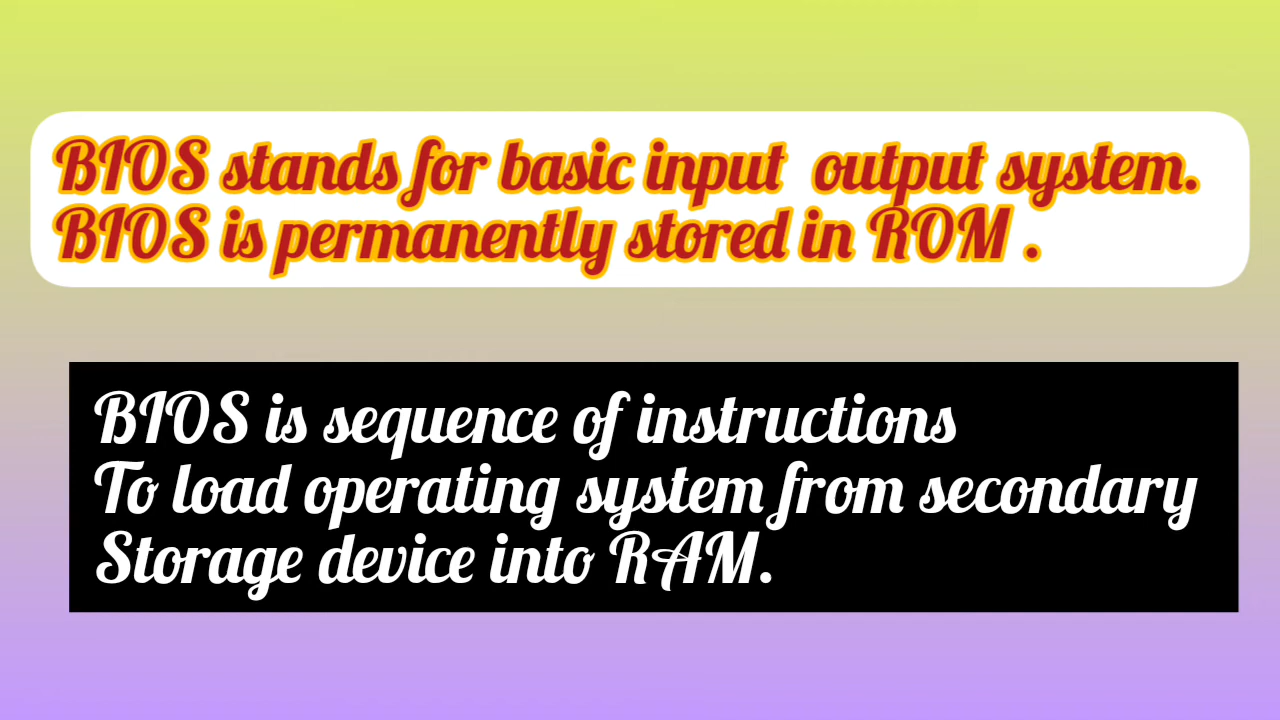 BIOS stands for basic input output system.
BIOS is permanently stored in ROM .
BIOS is sequence of instructions
To load operating system from secondary
Storage device into RAM.